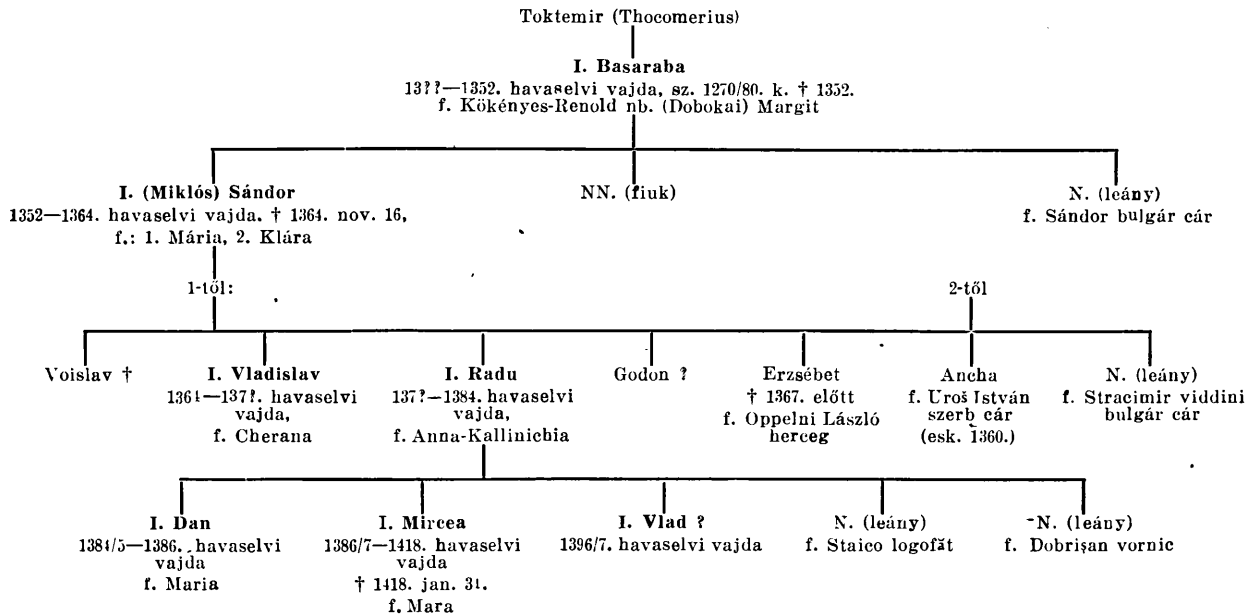 Toktemir (Thocomerius)
I. Basaraba
13??—1352. havaselvi vajda, sz. 1270/80. k. † 1352.
f. Kökényes-Renold nb. (Dobokai) Margit
I. (Miklós) Sándor
1352—1364. havaselvi vajda. † 1364. nov. 16,
f.: 1. Mária, 2. Klára
NN. (fiuk)
N. (leány)
f. Sándor bulgár cár
1-től:
2-től
Voislav †
I. Vladislav
1364—137?. havaselvi
vajda,
f. Cherana
I. Radu
137?—1384. havaselvi
vajda,
f. Anna-Kallinichia
Godon ?
Erzsébet
† 1367. előtt
f. Oppelni László
herceg
Ancha
f. Uroš István
szerb cár
(esk. 1360.)
N. (leány)
f. Stracimir viddini
bulgár cár
I. Dan
1384/5—1386. havaselvi
vajda
f. Maria
I. Mircea
1386/7—1418. havaselvi
vajda
† 1418. jan. 31.
f. Mara
I. Vlad ?
1396/7. havaselvi vajda
N. (leány)
f. Staico logofăt
N. (leány)
f. Dobrișan vornic